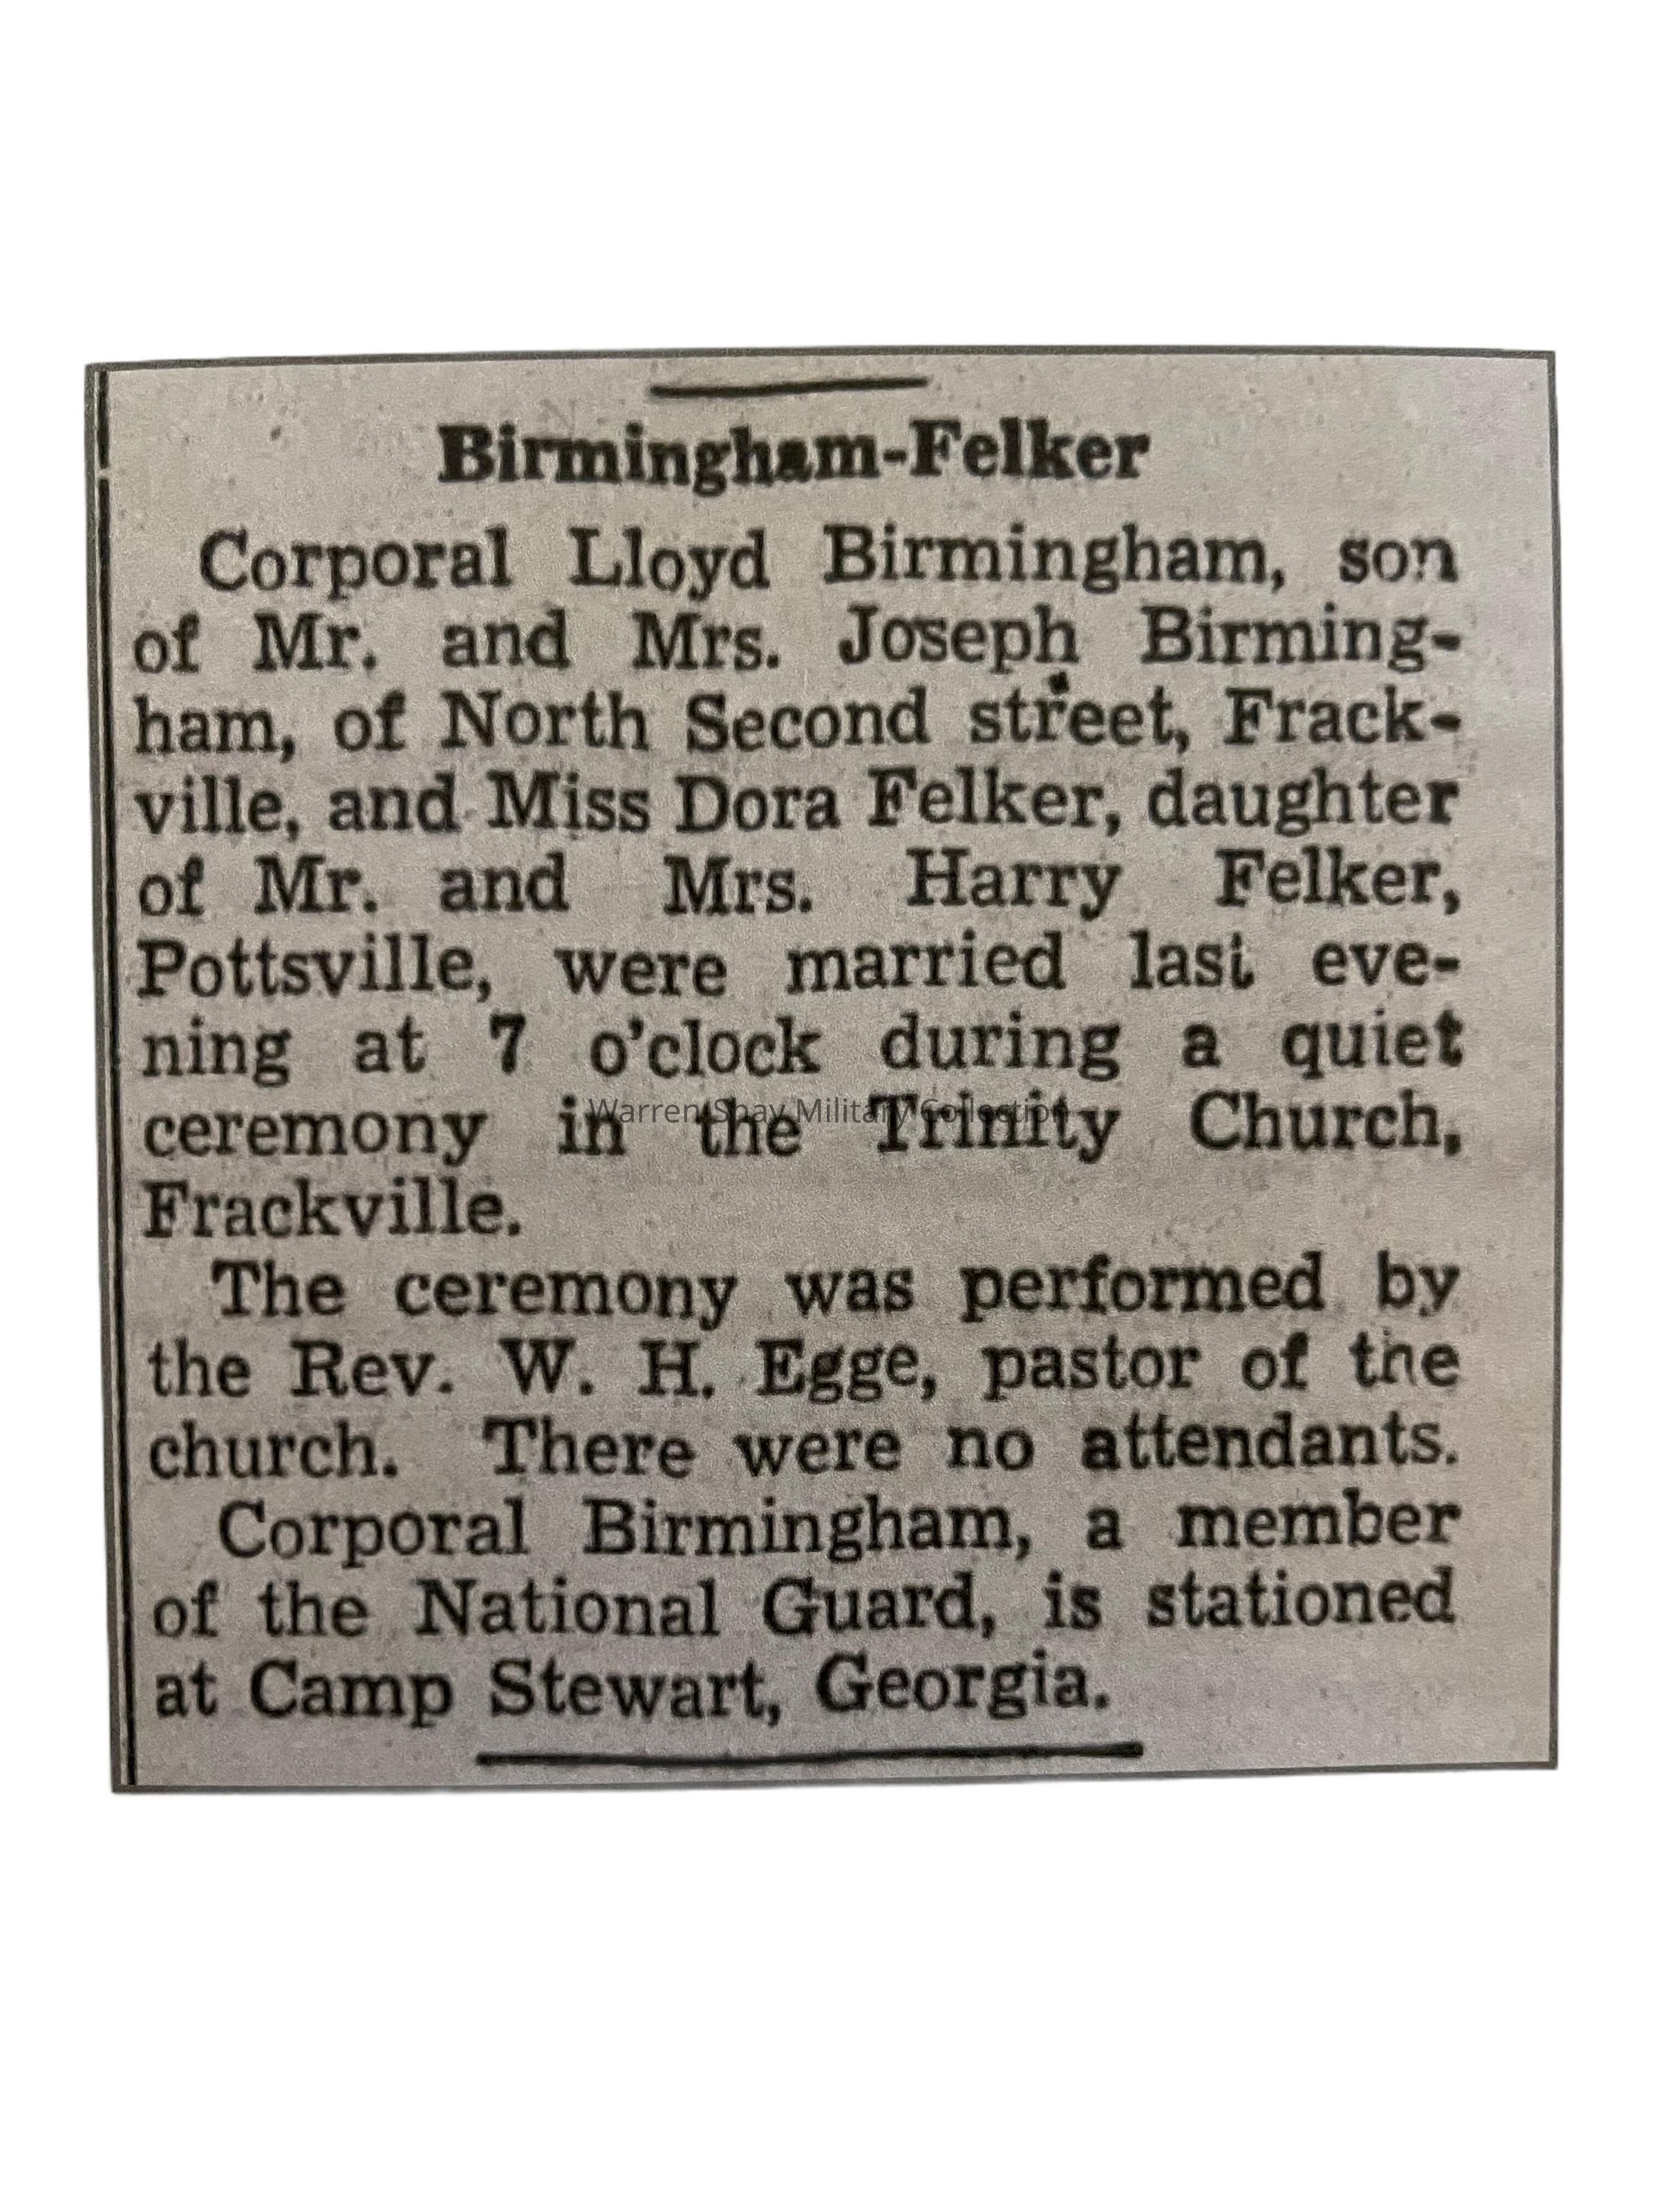 Birmingham-Felker
Corporal Lloyd Birmingham, son
of Mr. and Mrs. Joseph Birming-
ham, of North Second street, Frack-
ville, and Miss Dora Felker, daughter
of Mr. and Mrs. Harry Felker,
Pottsville, were married last eve-
ning at 7 o'clock during a quiet
Warren Shay Military Collection
ceremony in the Trinity Church,
Frackville.
The ceremony was performed by
the Rev. W. H. Egge, pastor of the
church. There were no attendants.
Corporal Birmingham, a member
of the National Guard, is stationed
at Camp Stewart, Georgia.